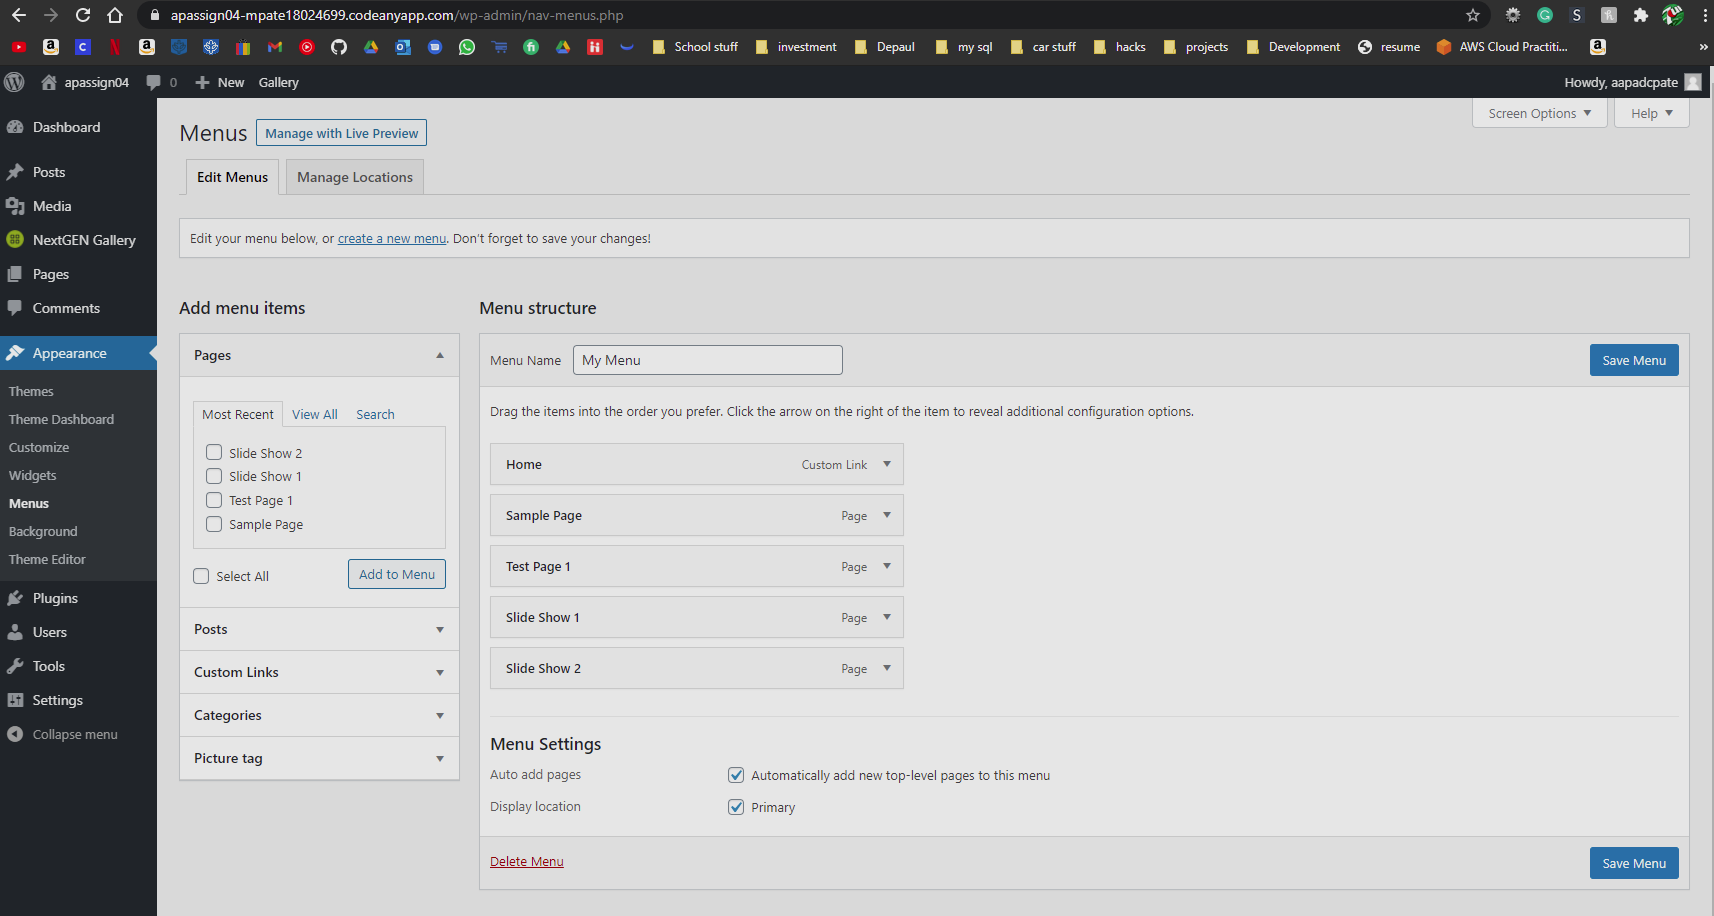 apassign04-mpate18024699.codeanyapp.com/wp-admin/nav-menus.php
School stuff investment Depaul my sql car stuff hacks projects Development resume AWS Cloud Practiti...
apassign04 0 New Gallery Howdy, aapadcpate
Screen Options Help
Menus Manage with Live Preview
Edit Menus Manage Locations
Edit your menu below, or create a new menu. Don't forget to save your changes!
Dashboard
Posts
Media
NextGEN Gallery
Pages
Comments
Appearance
Themes
Theme Dashboard
Customize
Widgets
Menus
Background
Theme Editor
Plugins
Users
Tools
Settings
Collapse menu
Add menu items
Pages
Most Recent View All Search
Slide Show 2
Slide Show 1
Test Page 1
Sample Page
Select All Add to Menu
Posts
Custom Links
Categories
Picture tag
Menu structure
Menu Name My Menu Save Menu
Drag the items into the order you prefer. Click the arrow on the right of the item to reveal additional configuration options.
Home Custom Link
Sample Page Page
Test Page 1 Page
Slide Show 1 Page
Slide Show 2 Page
Menu Settings
Auto add pages Automatically add new top-level pages to this menu
Display location Primary
Delete Menu Save Menu